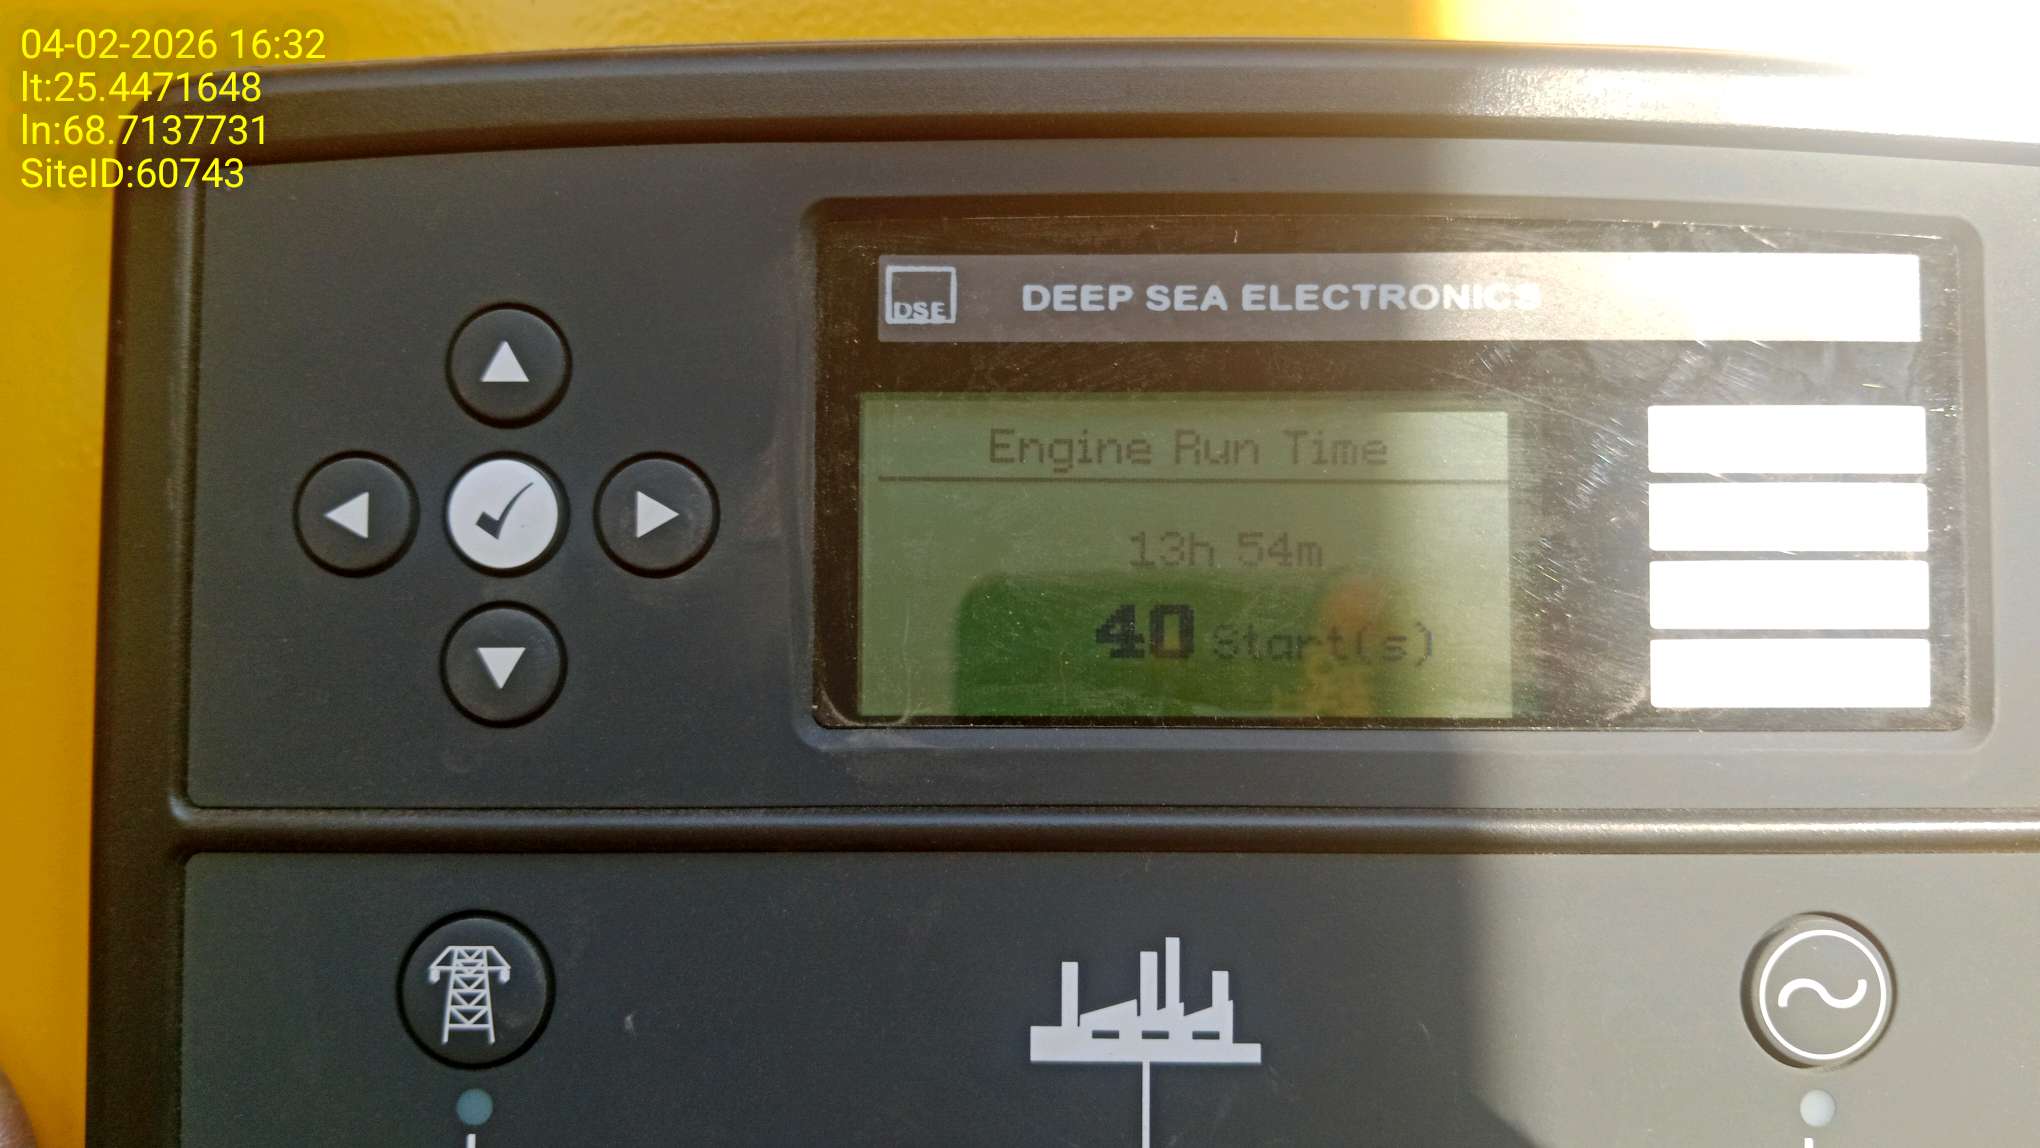 04-02-2026 16:32
lt:25.4471648
ln:68.7137731
SiteID:60743
DSE DEEP SEA ELECTRONICS
Engine Run Time
13h 54m
40 Start(s)